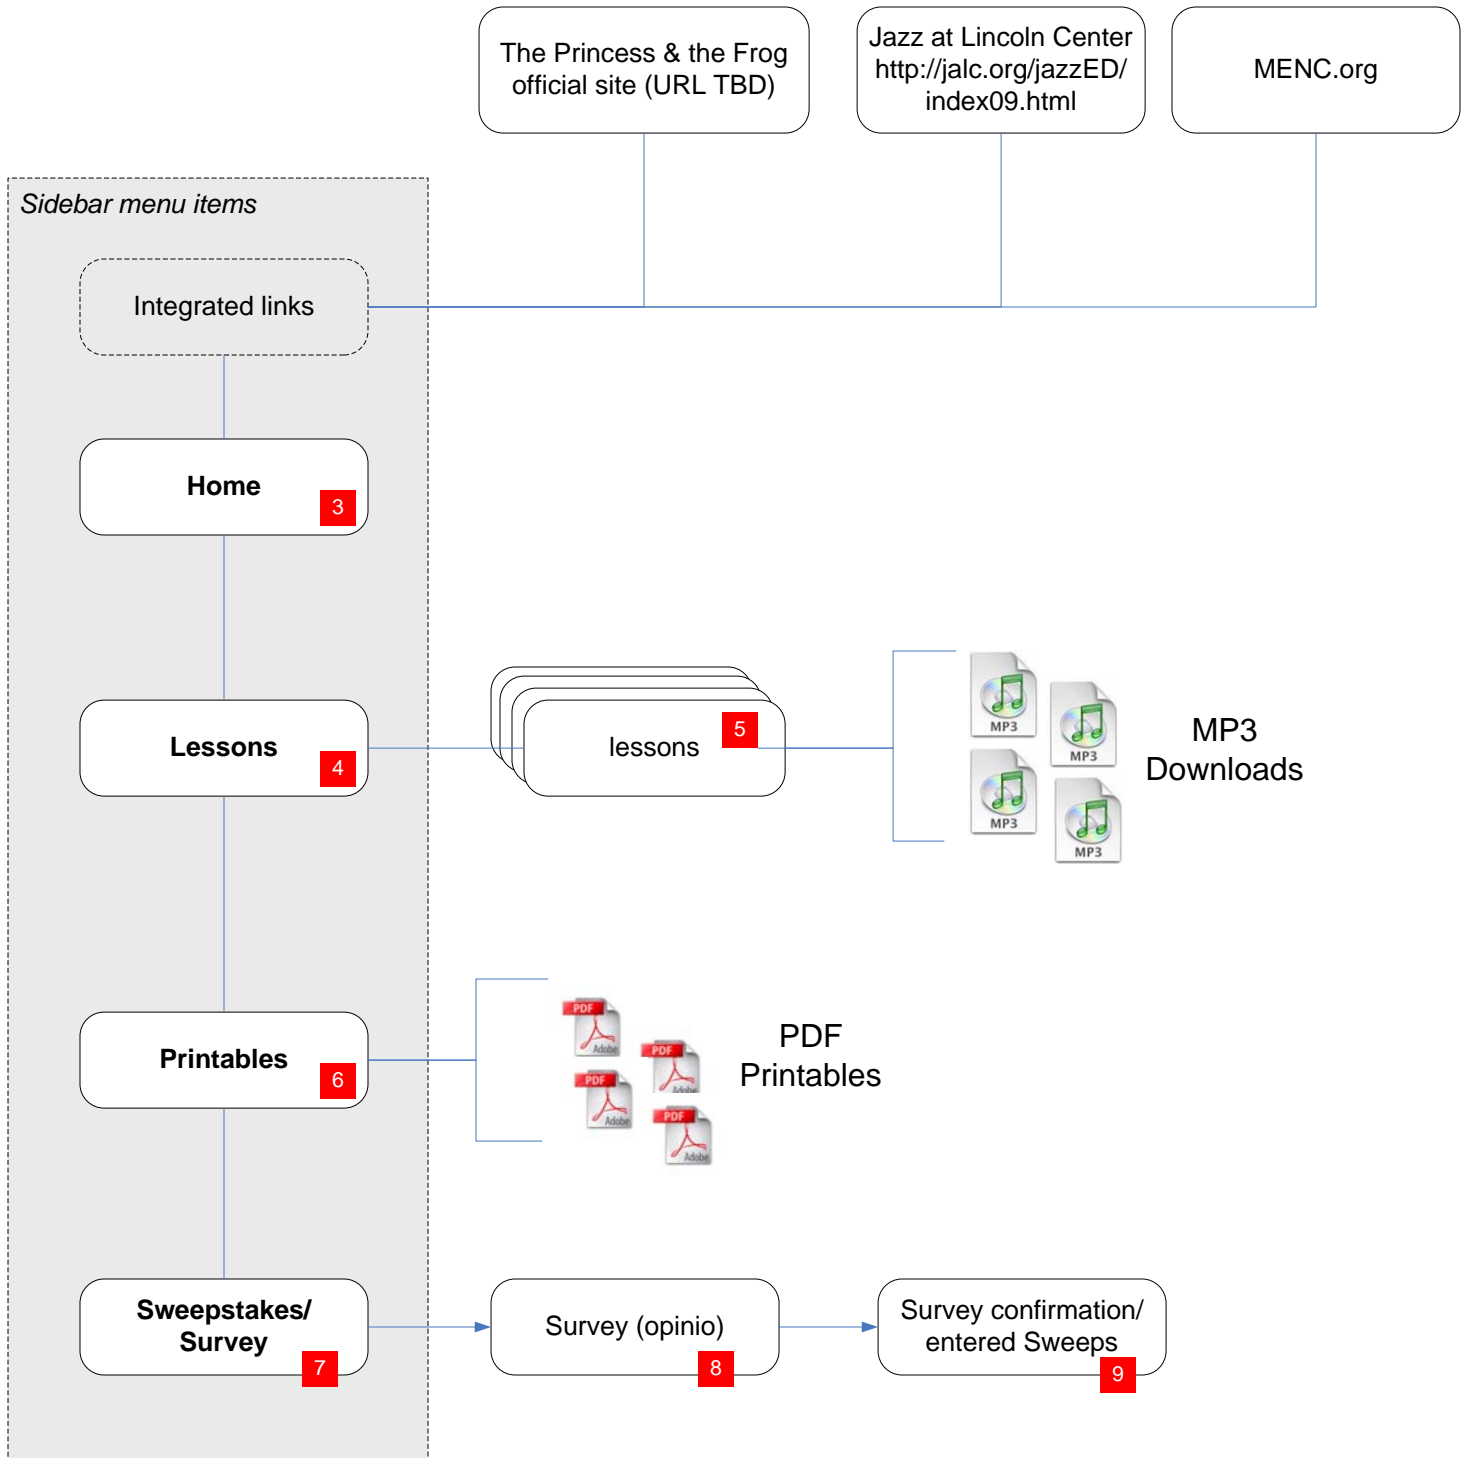 The Princess & the Frog
official site (URL TBD)
Jazz at Lincoln Center
http://jalc.org/jazzED/
index09.html
MENC.org
Sidebar menu items
Integrated links
Home
3
Lessons
4
lessons
5
MP3
MP3
MP3
MP3
MP3
Downloads
Printables
6
PDF
Adobe
PDF
Adobe
PDF
Adobe
PDF
Adobe
PDF
Printables
Sweepstakes/
Survey
7
Survey (opinio)
8
Survey confirmation/
entered Sweeps
9